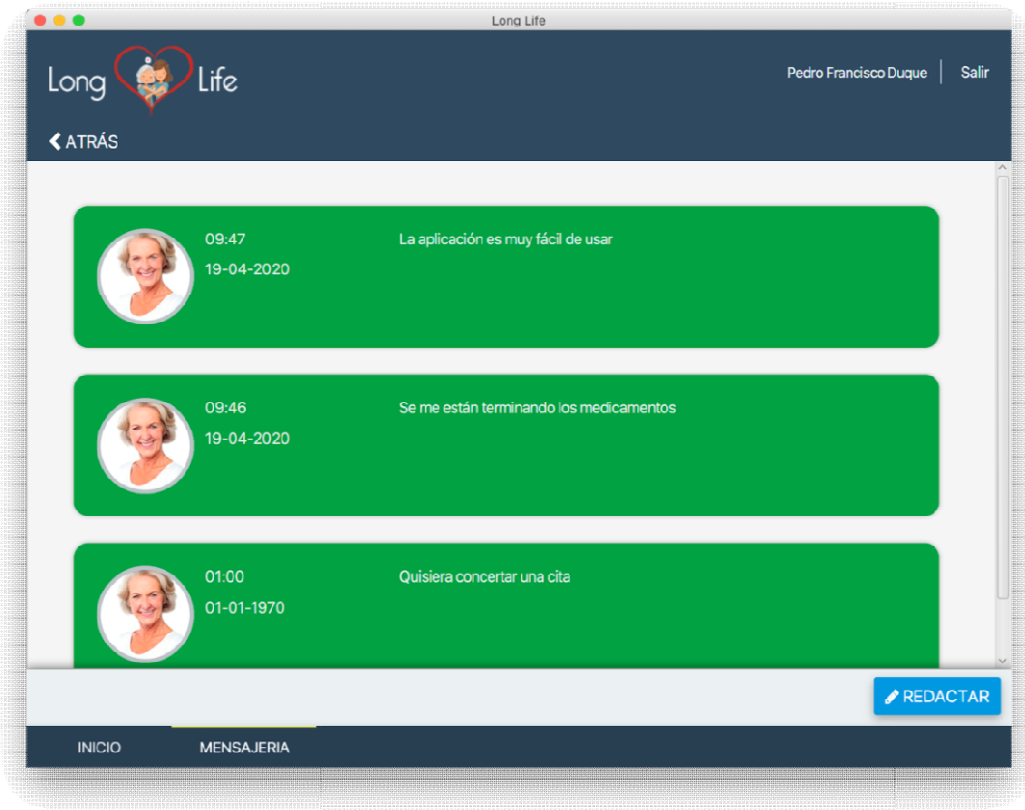 Long Life
Long Life
Pedro Francisco Duque
Salir
ATRÁS
09:47
La aplicación es muy fácil de usar
19-04-2020
09:46
Se me están terminando los medicamentos
19-04-2020
01:00
Quisiera concertar una cita
01-01-1970
REDACTAR
INICIO
MENSAJERIA